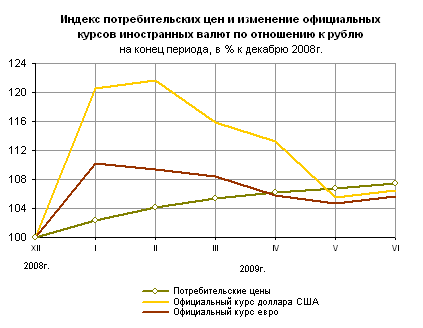 Индекс потребительских цен и изменение официальных
курсов иностранных валют по отношению к рублю
на конец периода, в % к декабрю 2008г.
124
120
116
112
108
104
100
XII
I
II
III
IV
V
VI
2008г.
2009г.
Потребительские цены
Официальный курс доллара США
Официальный курс евро